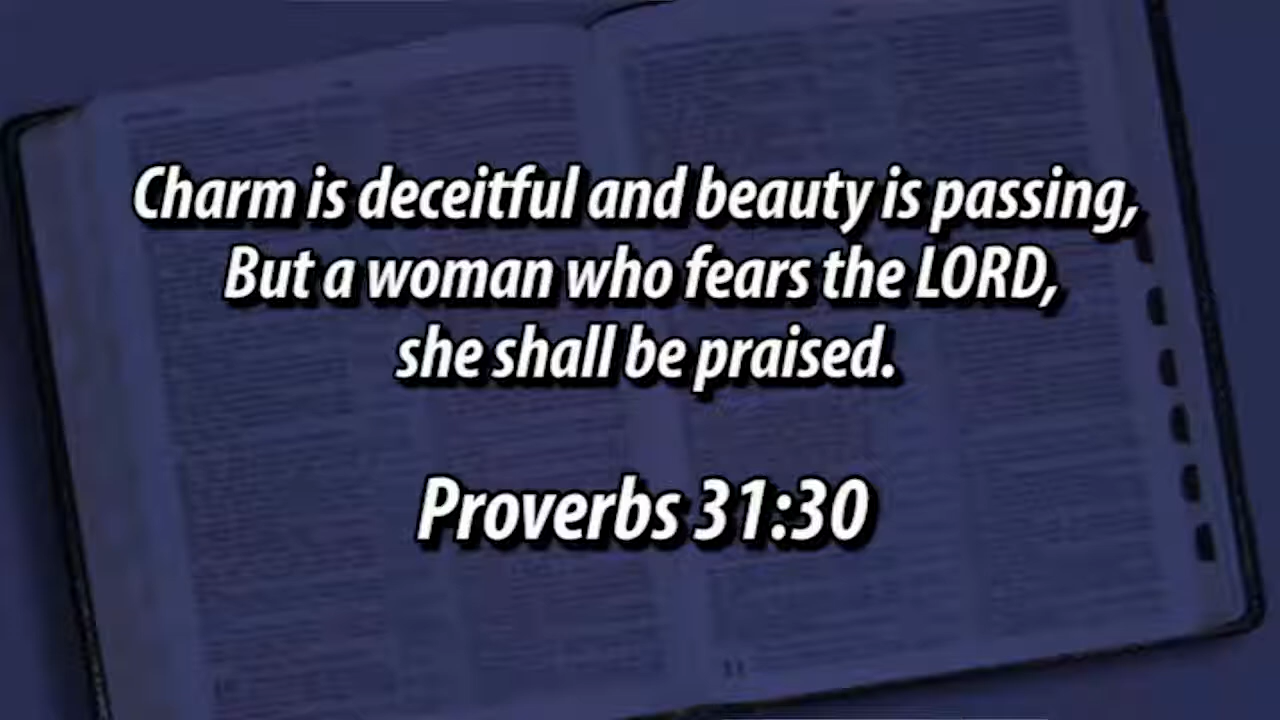 Charm is deceitful and beauty is passing,
But a woman who fears the LORD,
she shall be praised.
Proverbs 31:30